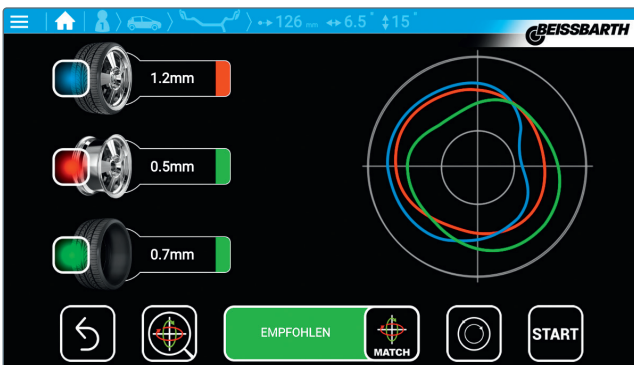 126 mm 6.5" 15"
BEISSBARTH
1.2mm
0.5mm
0.7mm
EMPFOHLEN
MATCH
START